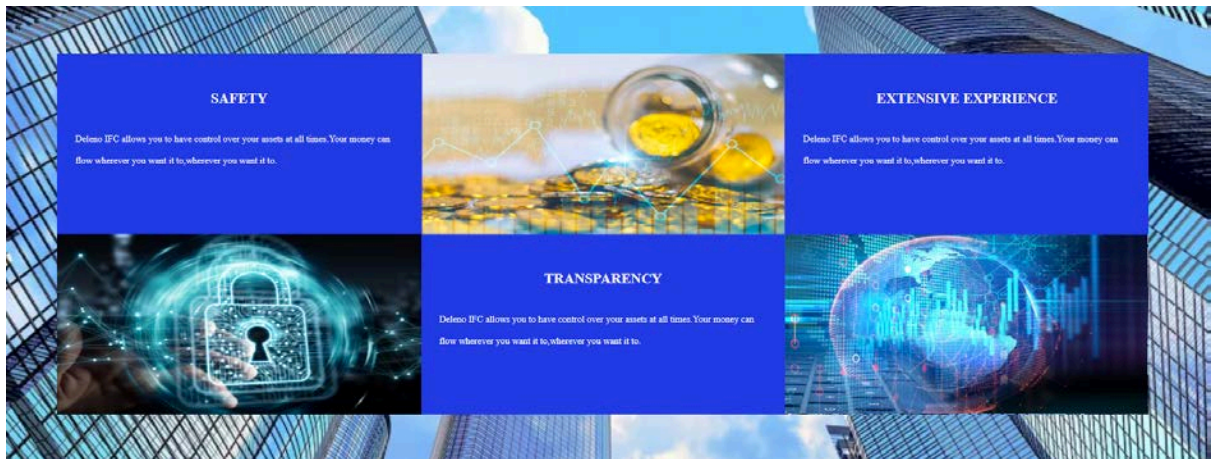 SAFETY
Deleno IFC allows you to have control over your assets at all times.Your money can
flow wherever you want it to,wherever you want it to.
EXTENSIVE EXPERIENCE
Deleno IFC allows you to have control over your assets at all times.Your money can
flow wherever you want it to,wherever you want it to.
TRANSPARENCY
Deleno IFC allows you to have control over your assets at all times.Your money can
flow wherever you want it to,wherever you want it to.